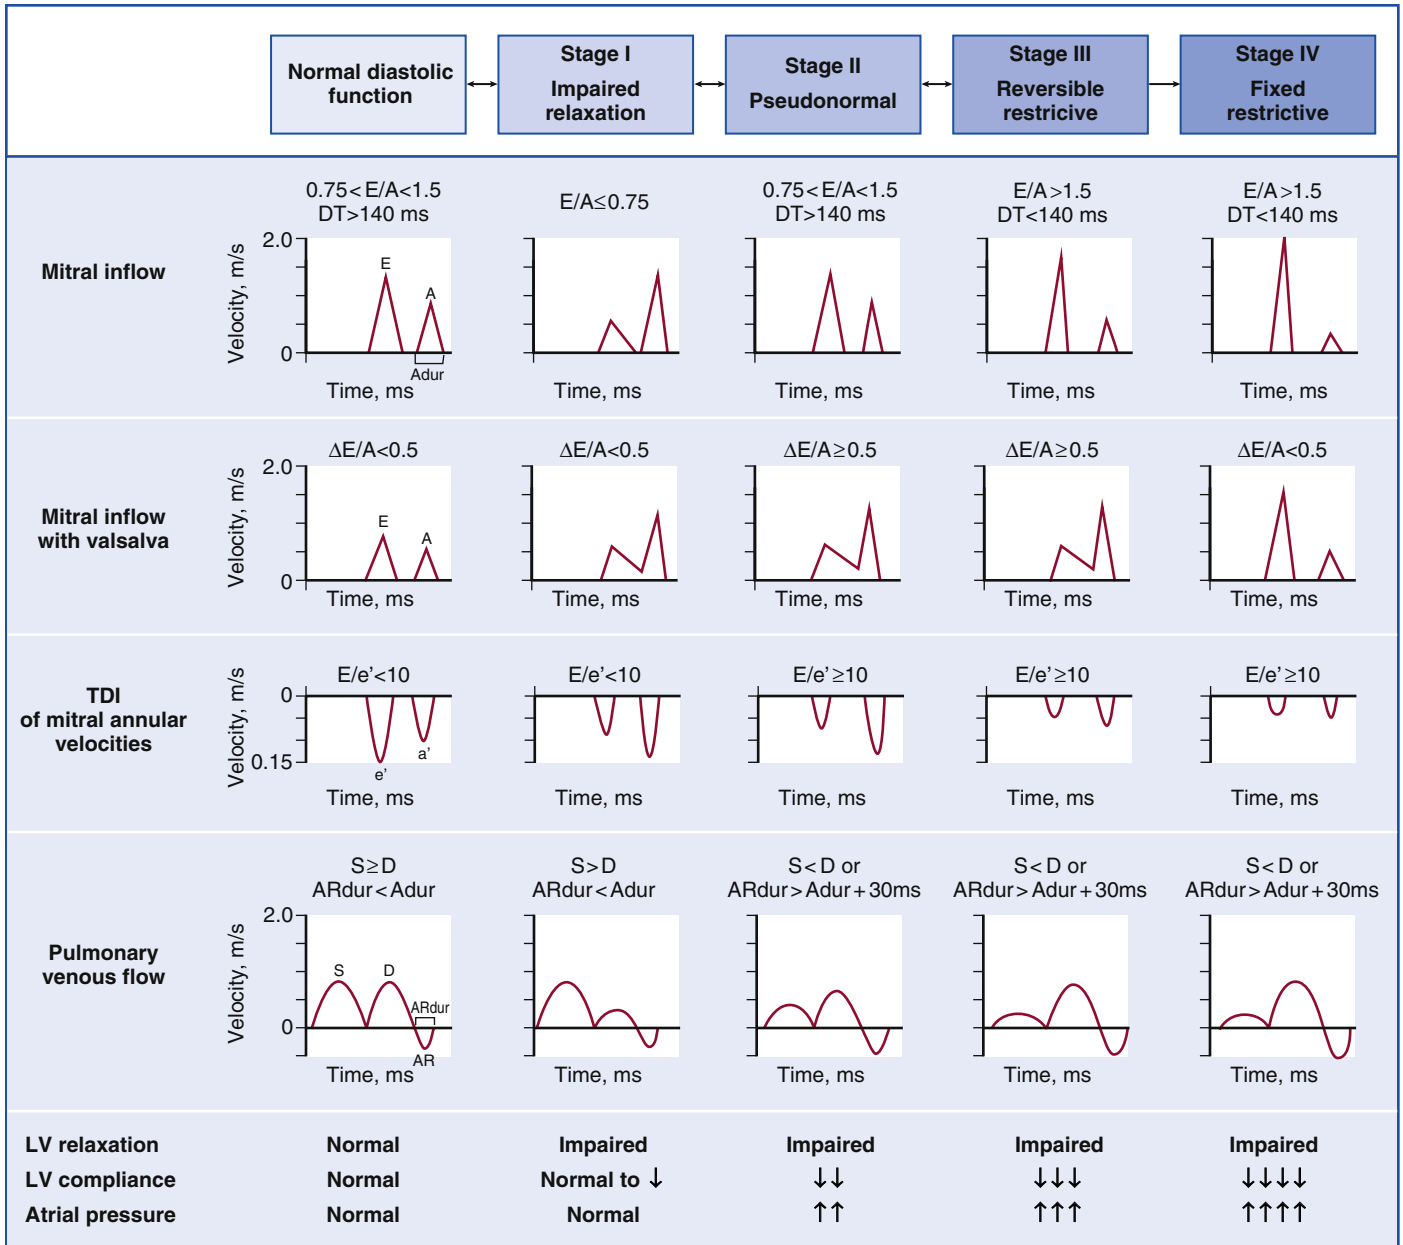 Normal diastolic
function
Stage I
Impaired
relaxation
Stage II
Pseudonormal
Stage III
Reversible
restricive
Stage IV
Fixed
restrictive
Mitral inflow
0.75<E/A<1.5
DT>140 ms
E/A≤0.75
0.75<E/A<1.5
DT>140 ms
E/A>1.5
DT<140 ms
E/A>1.5
DT<140 ms
Velocity, m/s
2.0
0
E
A
Adur
Time, ms
Time, ms
Time, ms
Time, ms
Time, ms
Mitral inflow
with valsalva
ΔE/A<0.5
ΔE/A<0.5
ΔE/A≥0.5
ΔE/A≥0.5
ΔE/A<0.5
Velocity, m/s
2.0
0
E
A
Time, ms
Time, ms
Time, ms
Time, ms
Time, ms
TDI
of mitral annular
velocities
E/e'<10
E/e'<10
E/e'≥10
E/e'≥10
E/e'≥10
Velocity, m/s
0
0.15
e'
a'
Time, ms
Time, ms
Time, ms
Time, ms
Time, ms
Pulmonary
venous flow
S≥D
ARdur<Adur
S>D
ARdur<Adur
S<D or
ARdur>Adur+30ms
S<D or
ARdur>Adur+30ms
S<D or
ARdur>Adur+30ms
Velocity, m/s
2.0
0
S
D
ARdur
AR
Time, ms
Time, ms
Time, ms
Time, ms
Time, ms
LV relaxation Normal Impaired Impaired Impaired Impaired
LV compliance Normal Normal to ↓ ↓↓ ↓↓↓ ↓↓↓↓
Atrial pressure Normal Normal ↑↑ ↑↑↑ ↑↑↑↑